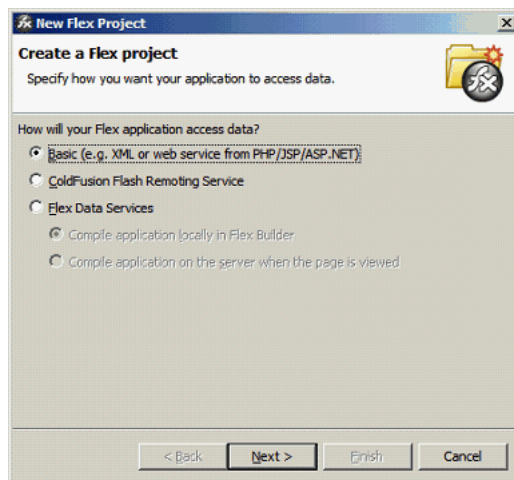 New Flex Project
Create a Flex project
Specify how you want your application to access data.
How will your Flex application access data?
Basic (e.g. XML or web service from PHP/JSP/ASP.NET)
ColdFusion Flash Remoting Service
Flex Data Services
Compile application locally in Flex Builder
Compile application on the server when the page is viewed
< Back
Next >
Finish
Cancel